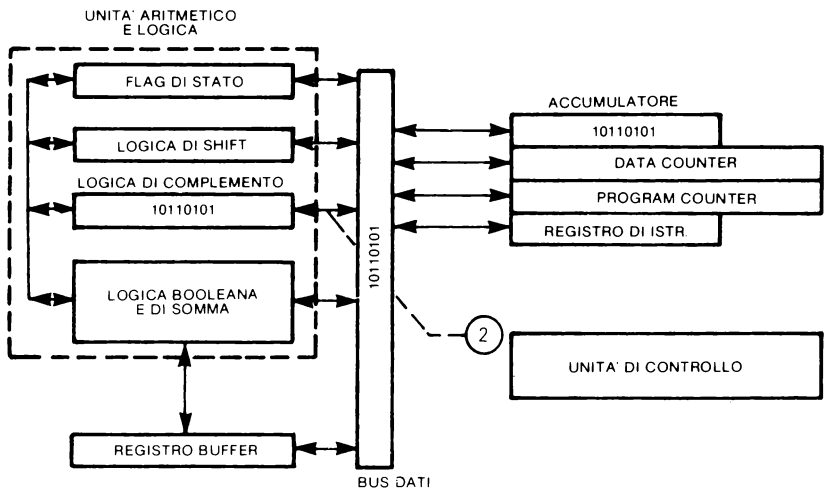 UNITA' ARITMETICO
E LOGICA
FLAG DI STATO
LOGICA DI SHIFT
LOGICA DI COMPLEMENTO
10110101
LOGICA BOOLEANA
E DI SOMMA
REGISTRO BUFFER
10110101
BUS DATI
ACCUMULATORE
10110101
DATA COUNTER
PROGRAM COUNTER
REGISTRO DI ISTR.
2
UNITA' DI CONTROLLO